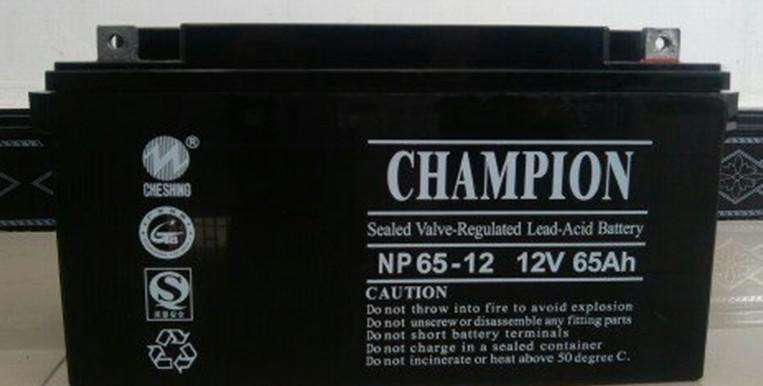 ®
CHESHING
CHAMPION
Sealed Valve-Regulated Lead-Acid Battery
NP65-12 12V 65Ah
CAUTION
Do not throw into fire to avoid explosion
Do not unscrew or disassemble any fitting parts
Do not short battery terminals
Do not charge in a sealed container
Do not incinerate or heat above 50 degree C.